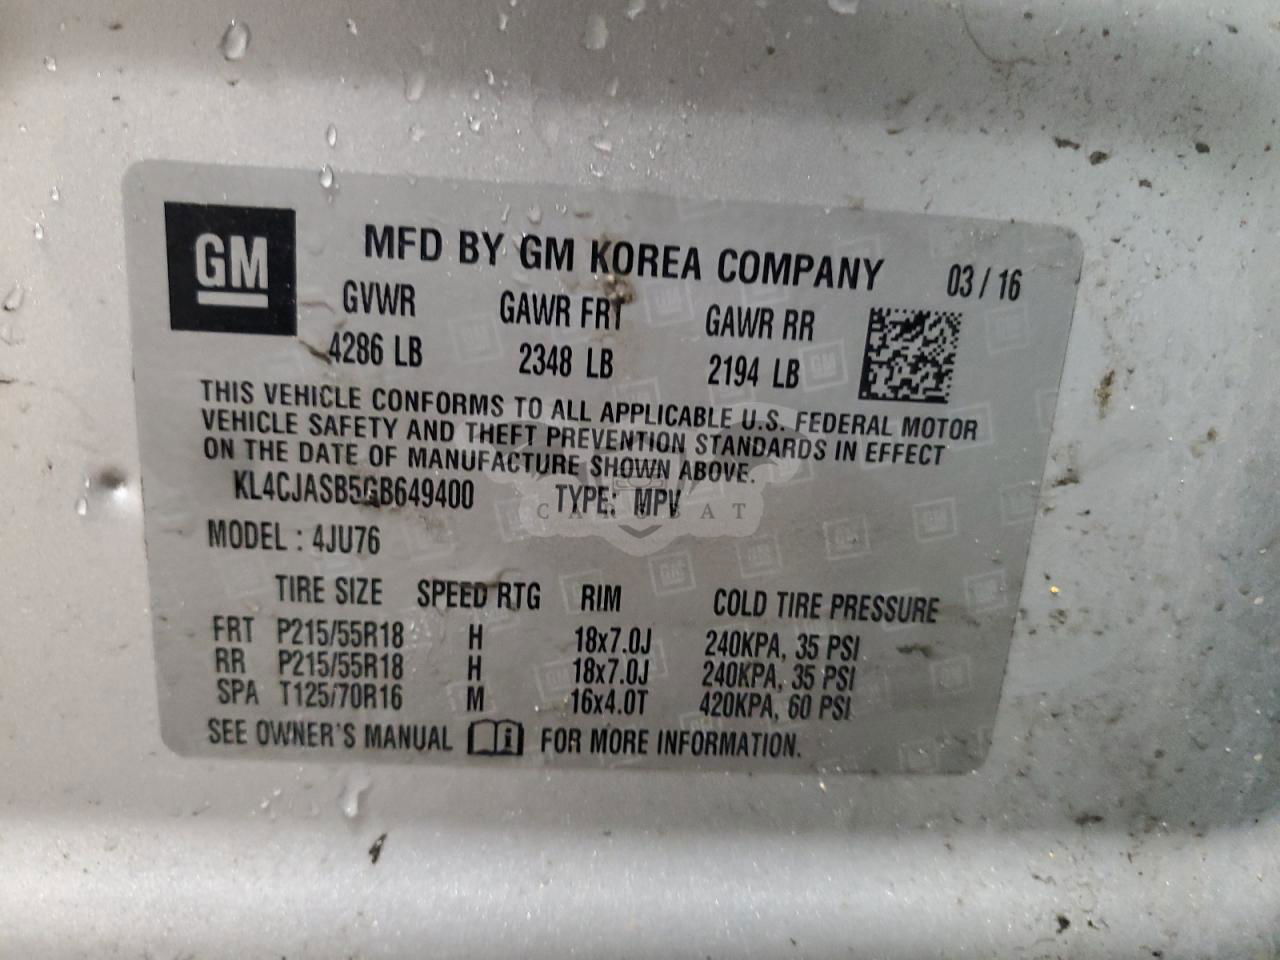 GM
MFD BY GM KOREA COMPANY 03 / 16
GVWR GAWR FRT GAWR RR
4286 LB 2348 LB 2194 LB
THIS VEHICLE CONFORMS TO ALL APPLICABLE U.S. FEDERAL MOTOR
VEHICLE SAFETY AND THEFT PREVENTION STANDARDS IN EFFECT
ON THE DATE OF MANUFACTURE SHOWN ABOVE.
KL4CJASB5GB649400 TYPE: MPV
CAROBAT
MODEL : 4JU76
TIRE SIZE SPEED RTG RIM COLD TIRE PRESSURE
FRT P215/55R18 H 18x7.0J 240KPA, 35 PSI
RR P215/55R18 H 18x7.0J 240KPA, 35 PSI
SPA T125/70R16 M 16x4.0T 420KPA, 60 PSI
SEE OWNER'S MANUAL i FOR MORE INFORMATION.